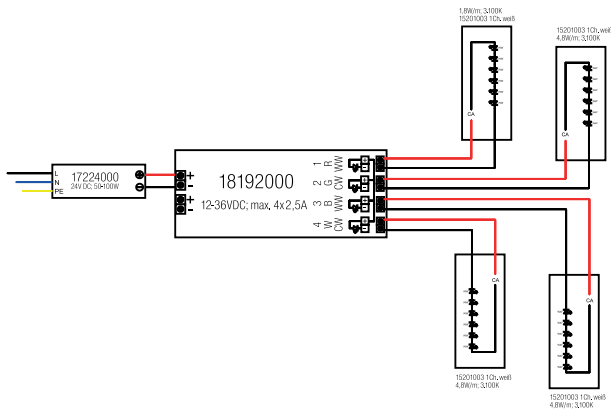 1,8W/m; 3.100K
15201003 1Ch. weiß
15201003 1Ch. weiß
4,8W/m; 3.100K
CA
CA
L
N
PE
17224000
24V DC; 50-100W
+
-
+
-
18192000
12-36VDC; max. 4x2,5A
1 R WW
2 G CW
3 B WW
4 W CW
+
-
+
-
+
-
+
-
CA
CA
15201003 1Ch. weiß
4,8W/m; 3.100K
15201003 1Ch. weiß
4,8W/m; 3.100K